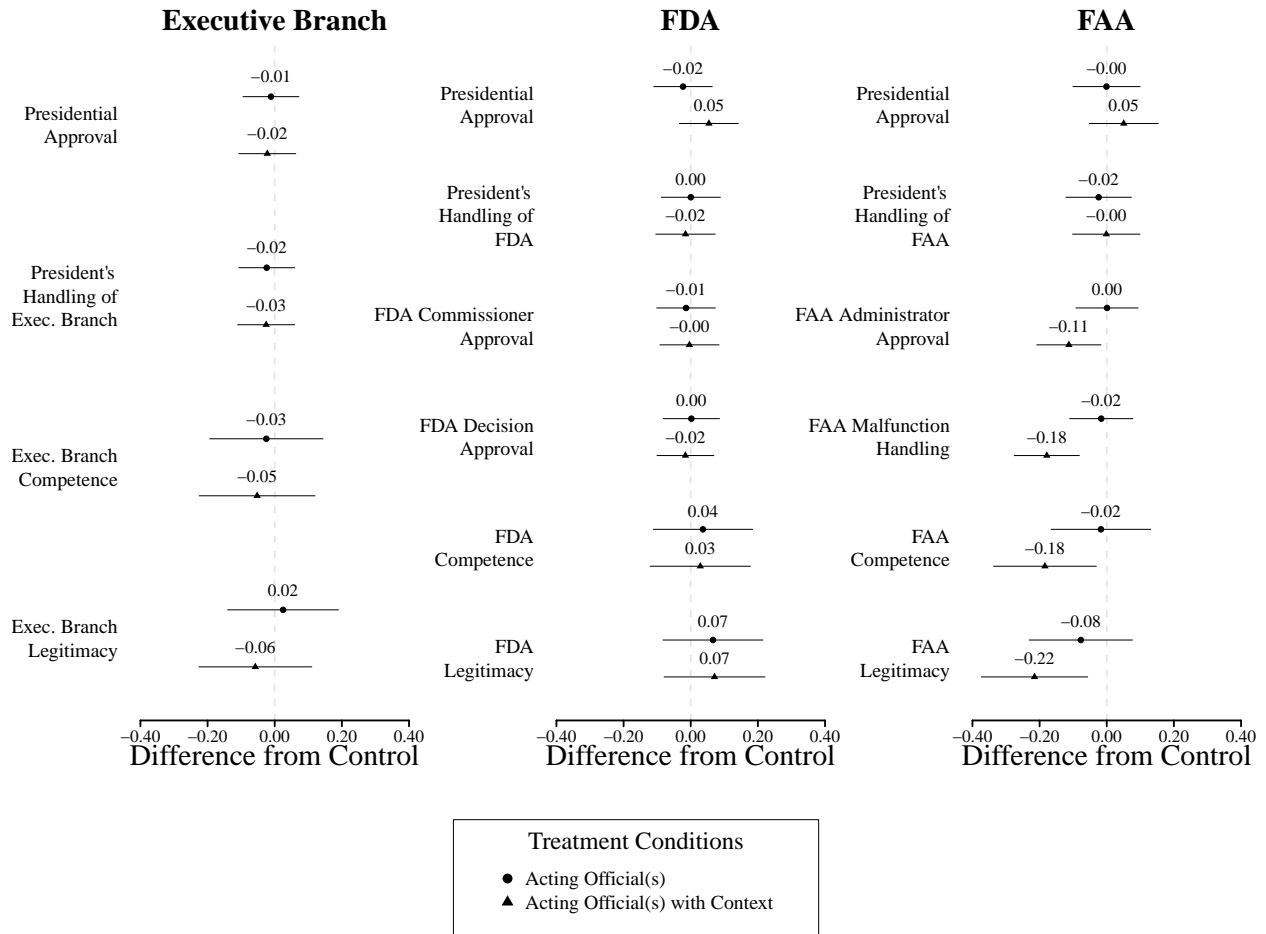 Executive Branch
Presidential
Approval
−0.01
−0.02
President's
Handling of
Exec. Branch
−0.02
−0.03
Exec. Branch
Competence
−0.03
−0.05
Exec. Branch
Legitimacy
0.02
−0.06
−0.40 −0.20 0.00 0.20 0.40
Difference from Control
FDA
Presidential
Approval
−0.02
0.05
President's
Handling of
FDA
0.00
−0.02
FDA Commissioner
Approval
−0.01
−0.00
FDA Decision
Approval
0.00
−0.02
FDA
Competence
0.04
0.03
FDA
Legitimacy
0.07
0.07
−0.40 −0.20 0.00 0.20 0.40
Difference from Control
FAA
Presidential
Approval
−0.00
0.05
President's
Handling of
FAA
−0.02
−0.00
FAA Administrator
Approval
0.00
−0.11
FAA Malfunction
Handling
−0.02
−0.18
FAA
Competence
−0.02
−0.18
FAA
Legitimacy
−0.08
−0.22
−0.40 −0.20 0.00 0.20 0.40
Difference from Control
Treatment Conditions
Acting Official(s)
Acting Official(s) with Context